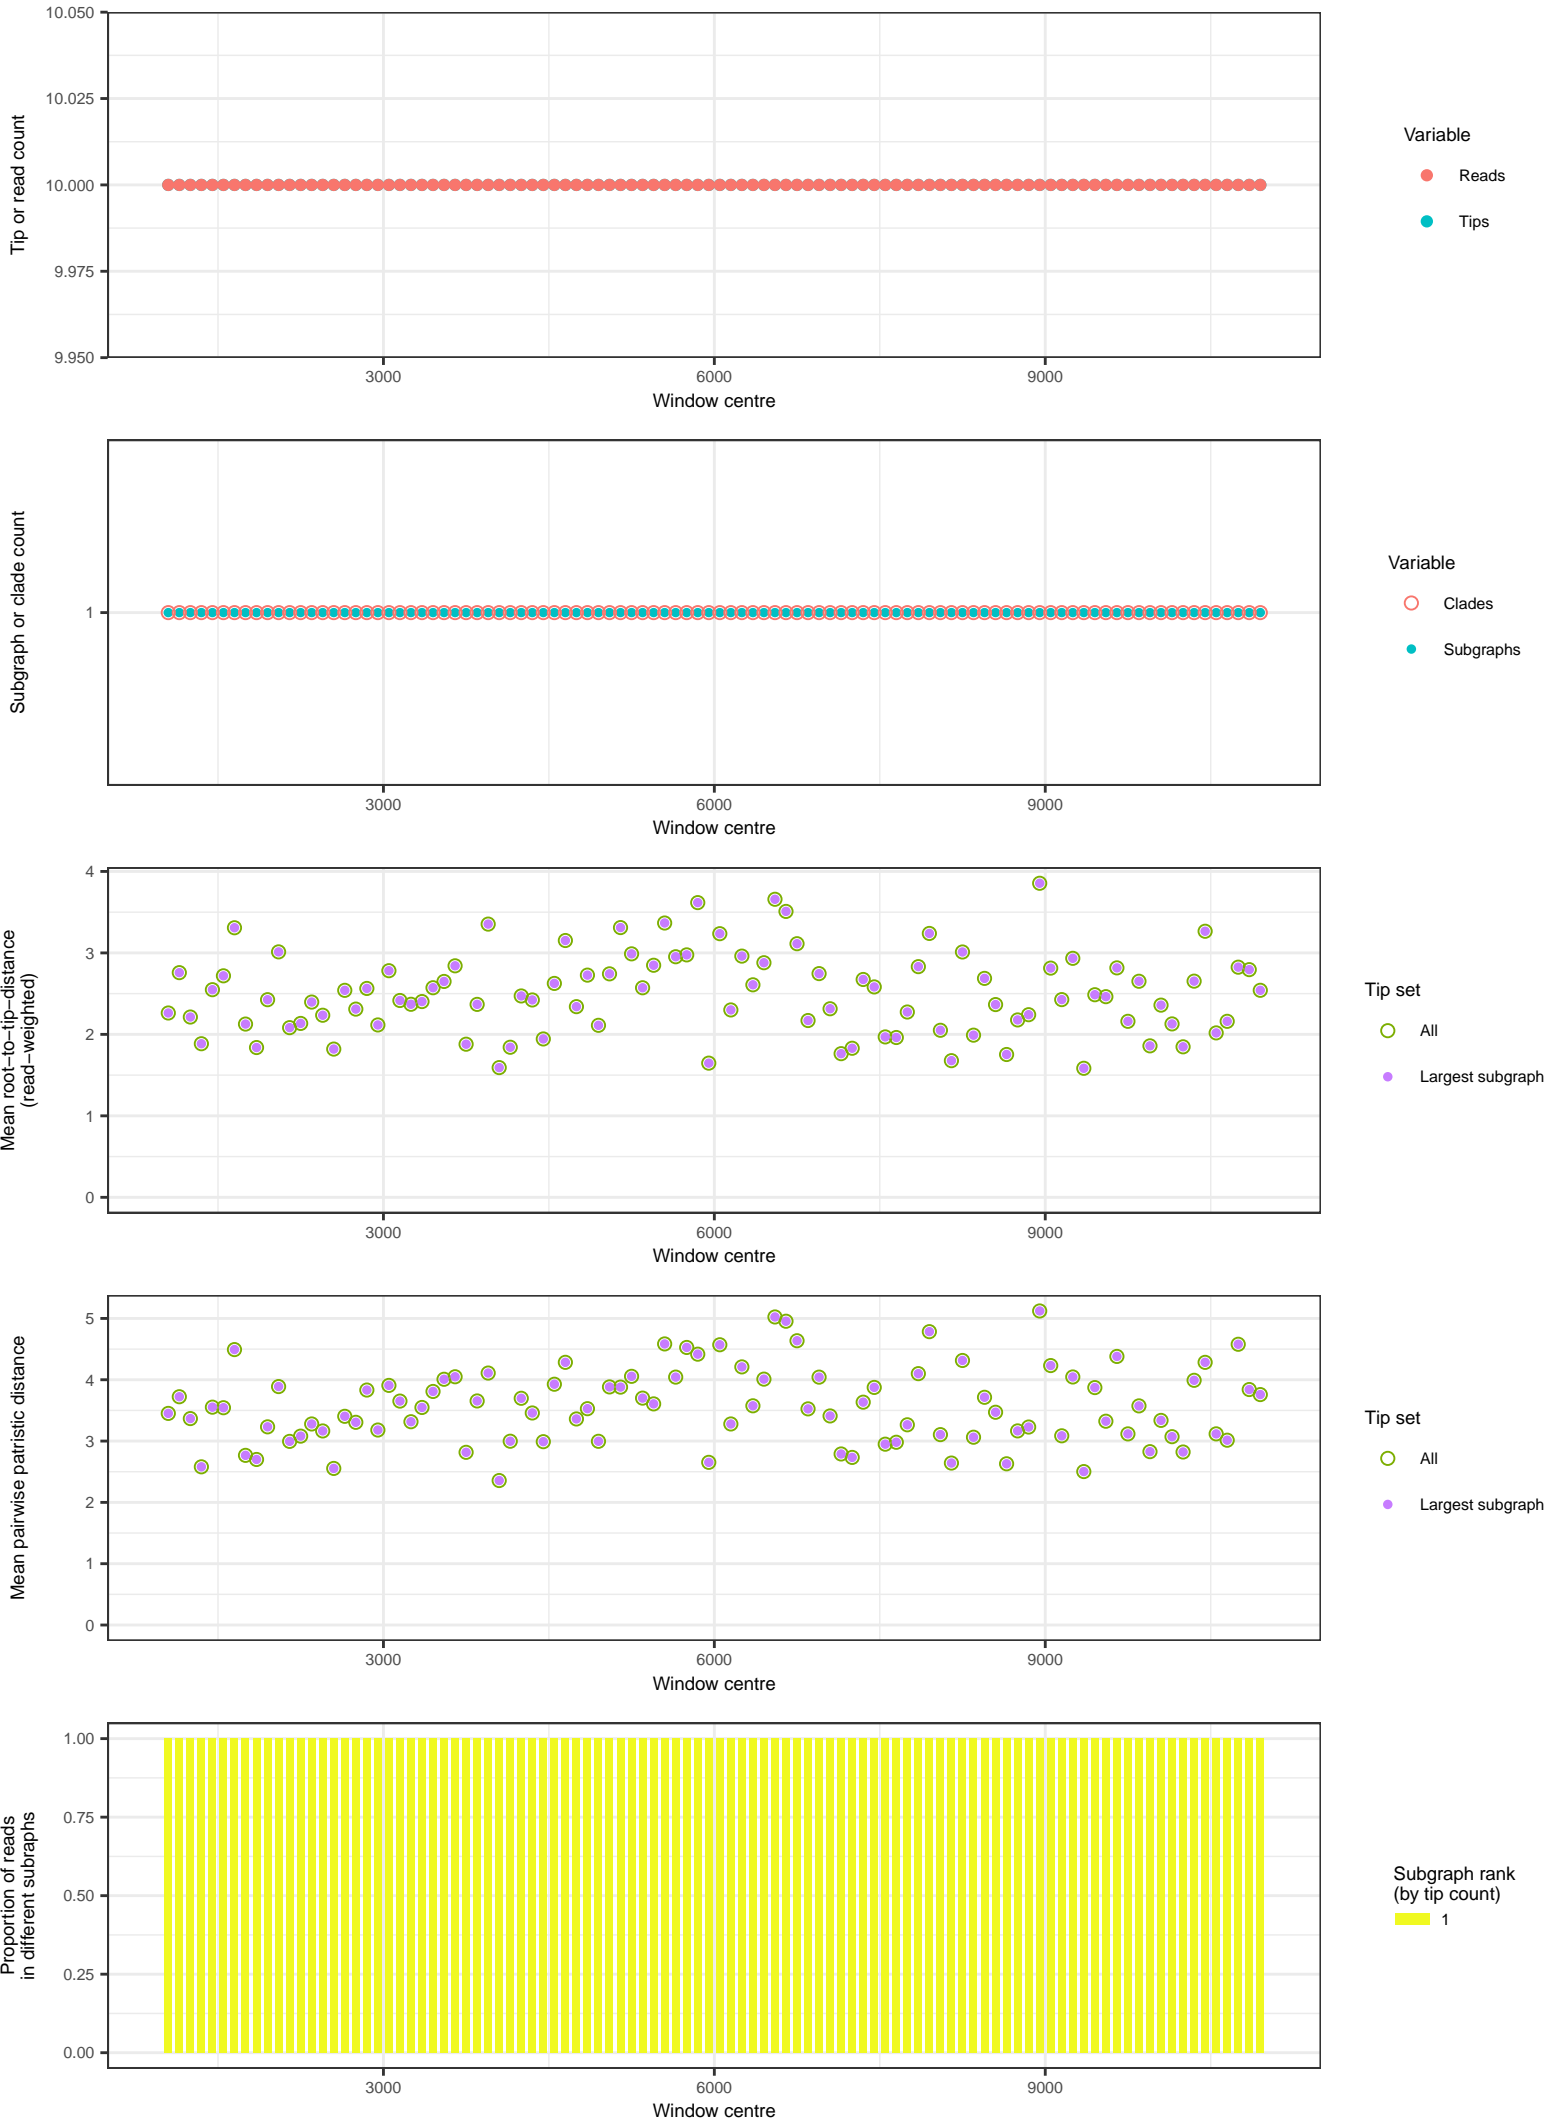 10.050
10.025
10.000
9.975
9.950
Tip or read count
3000
6000
9000
Window centre
Variable
Reads
Tips
1
Subgraph or clade count
3000
6000
9000
Window centre
Variable
Clades
Subgraphs
4
3
2
1
0
Mean root−to−tip−distance
(read−weighted)
3000
6000
9000
Window centre
Tip set
All
Largest subgraph
5
4
3
2
1
0
Mean pairwise patristic distance
3000
6000
9000
Window centre
Tip set
All
Largest subgraph
1.00
0.75
0.50
0.25
0.00
Proportion of reads
in different subraphs
3000
6000
9000
Window centre
Subgraph rank
(by tip count)
1